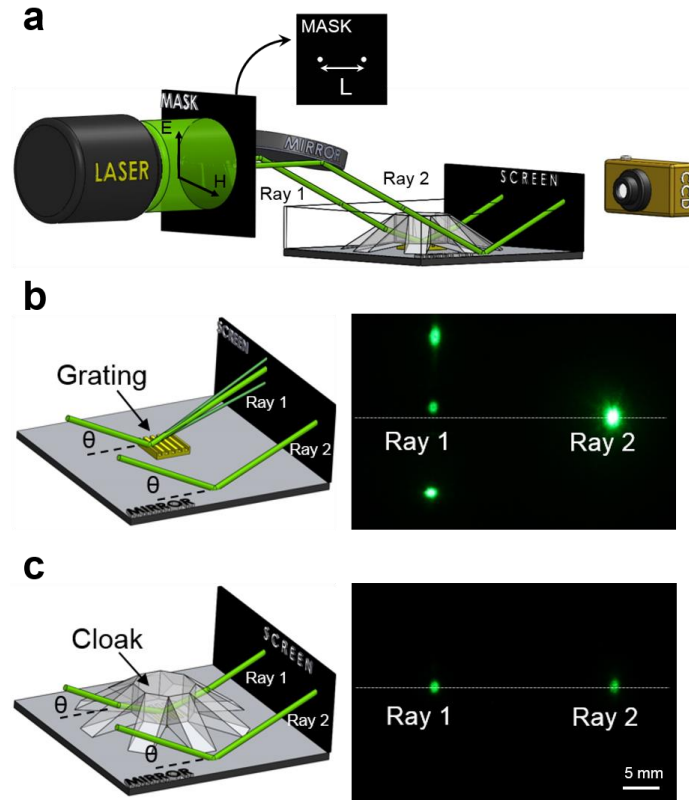 a
MASK
L
MASK
E
H
LASER
MIRROR
Ray 1
Ray 2
SCREEN
CCD
b
SCREEN
Grating
Ray 1
Ray 2
θ
θ
MIRROR
Ray 1
Ray 2
c
Cloak
SCREEN
Ray 1
Ray 2
θ
θ
MIRROR
Ray 1
Ray 2
5 mm